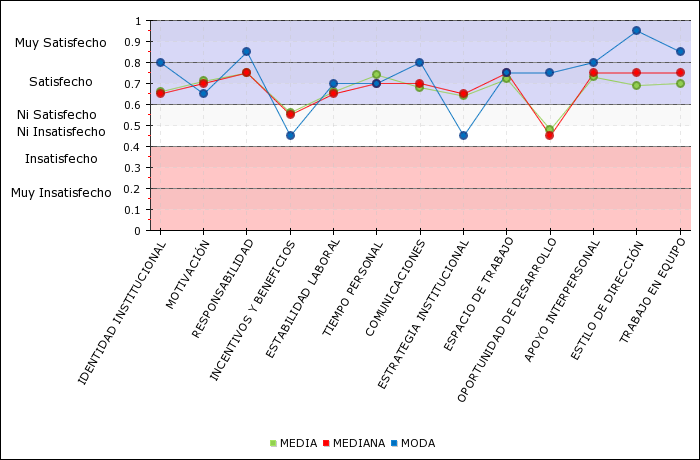 1
0.9
Muy Satisfecho
0.8
Satisfecho
0.7
0.6
Ni Satisfecho
0.5
Ni Insatisfecho
0.4
Insatisfecho
0.3
Muy Insatisfecho
0.2
0.1
0
IDENTIDAD INSTITUCIONAL
MOTIVACIÓN
RESPONSABILIDAD
INCENTIVOS Y BENEFICIOS
ESTABILIDAD LABORAL
TIEMPO PERSONAL
COMUNICACIONES
ESTRATEGIA INSTITUCIONAL
ESPACIO DE TRABAJO
OPORTUNIDAD DE DESARROLLO
APOYO INTERPERSONAL
ESTILO DE DIRECCIÓN
TRABAJO EN EQUIPO
MEDIA MEDIANA MODA